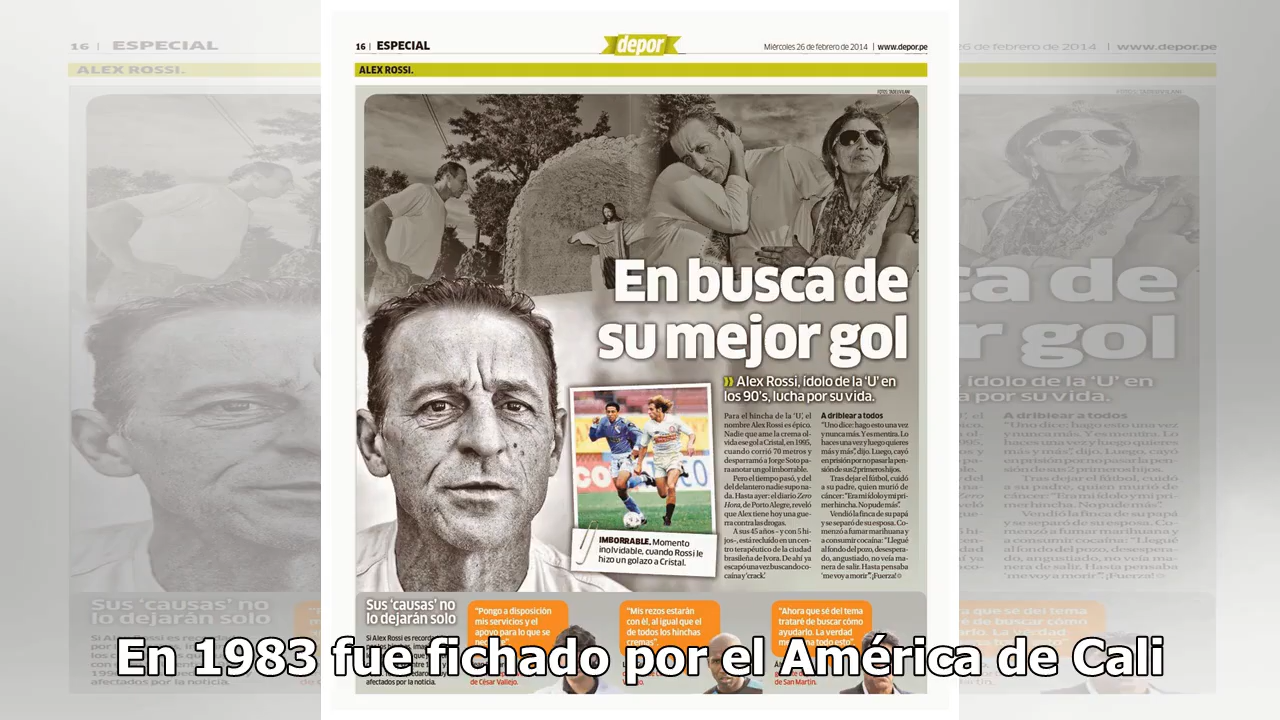 16 | ESPECIAL
depor
Miércoles 26 de febrero de 2014 | www.depor.pe
ALEX ROSSI.
En busca de
su mejor gol
Alex Rossi, ídolo de la 'U' en
los 90's, lucha por su vida.
Para el hincha de la 'U', el
nombre Alex Rossi es épico.
Nadie que ame la crema ol-
vida ese gol a Cristal, en 1995,
cuando corrió 70 metros y
desparramó a Jorge Soto pa-
ra anotar un gol imborrable.
Pero el tiempo pasó, y del
del delantero nadie supo na-
da. Hasta ayer: el diario Zero
Hora, de Porto Alegre, reveló
que Alex tiene hoy una gue-
rra contra las drogas.
A sus 45 años – y con 5 hi-
jos–, está recluido en un cen-
tro terapéutico de la ciudad
brasileña de Ivora. De ahí ya
escapó una vez buscando co-
caína y 'crack'.
A driblear a todos
"Uno dice: hago esto una vez
y nunca más. Y es mentira. Lo
haces una vez y luego quieres
más y más", dijo. Luego, cayó
en prisión por no pasar la pen-
sión de sus 2 primeros hijos.
Tras dejar el fútbol, cuidó
a su padre, quien murió de
cáncer: "Era mi ídolo y mi pri-
mer hincha. No pude más".
Vendió la finca de su papá
y se separó de su esposa. Co-
menzó a fumar marihuana y
a consumir cocaína: "Llegué
al fondo del pozo, desespera-
do, angustiado, no veía ma-
nera de salir. Hasta pensaba
'me voy a morir'". ¡Fuerza!
IMBORRABLE. Momento
inolvidable, cuando Rossi le
hizo un golazo a Cristal.
Sus 'causas' no
lo dejarán solo
Si Alex Rossi es
afectados por la noticia.
"Pongo a disposición
mis servicios y el
apoyo para lo que se
de César Vallejo.
"Mis rezos estarán
con él, al igual que el
de todos los hinchas
cremas"
"Ahora que sé del tema
trataré de buscar cómo
ayudarlo. La verdad
todo esto"
de San Martín.
En 1983 fue fichado por el América de Cali